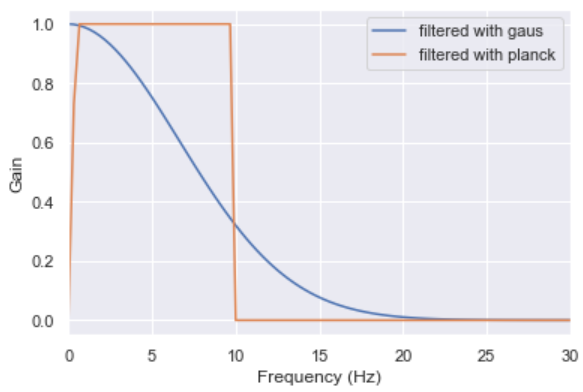 1.0
0.8
0.6
0.4
0.2
0.0
Gain
filtered with gaus
filtered with planck
0 5 10 15 20 25 30
Frequency (Hz)